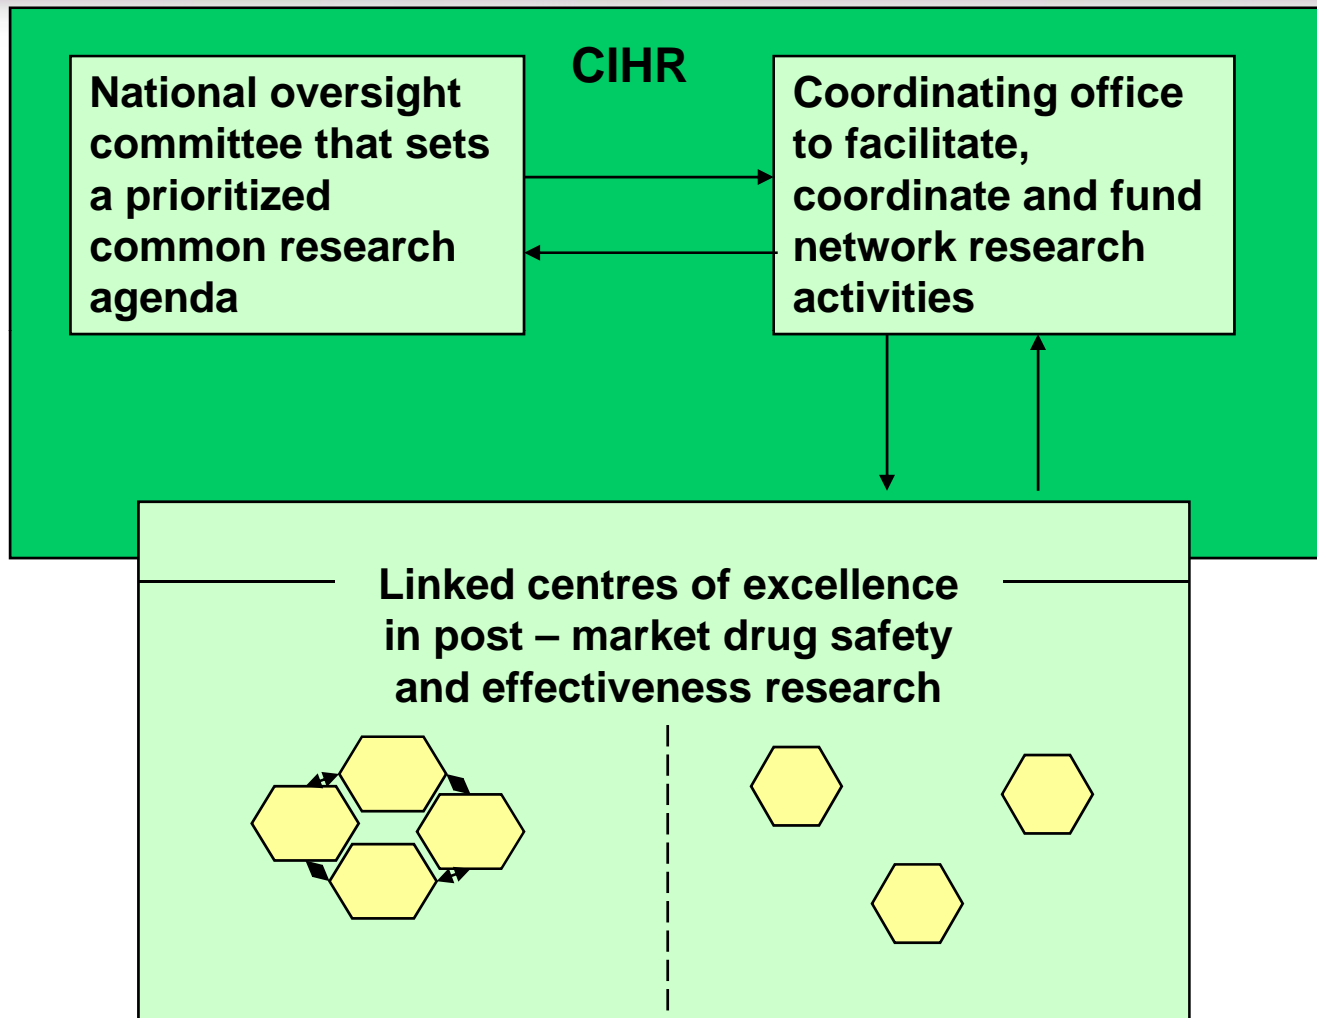 CIHR
National oversight
committee that sets
a prioritized
common research
agenda
Coordinating office
to facilitate,
coordinate and fund
network research
activities
Linked centres of excellence
in post – market drug safety
and effectiveness research